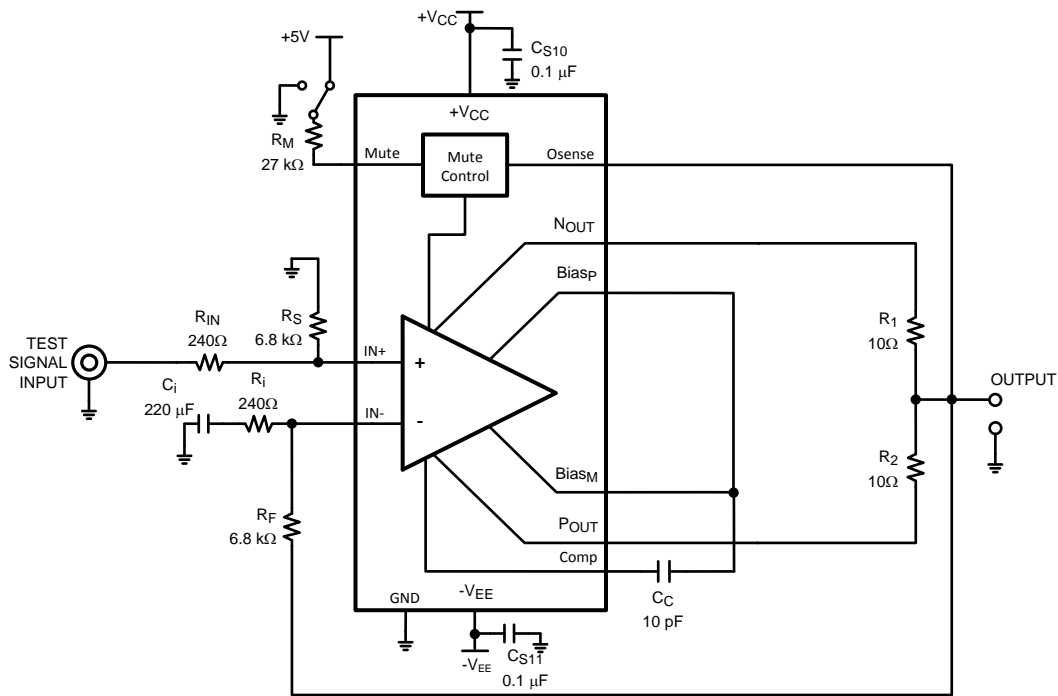 +VCC
+5V
CS10
0.1 µF
+VCC
RM
27 kΩ
Mute
Mute
Control
Osense
NOUT
BiasP
RS
6.8 kΩ
RIN
240Ω
R1
10Ω
TEST
SIGNAL
INPUT
IN+
+
OUTPUT
Ci
220 µF
Ri
240Ω
IN-
-
R2
10Ω
BiasM
RF
6.8 kΩ
POUT
Comp
CC
10 pF
GND
-VEE
-VEE
CS11
0.1 µF